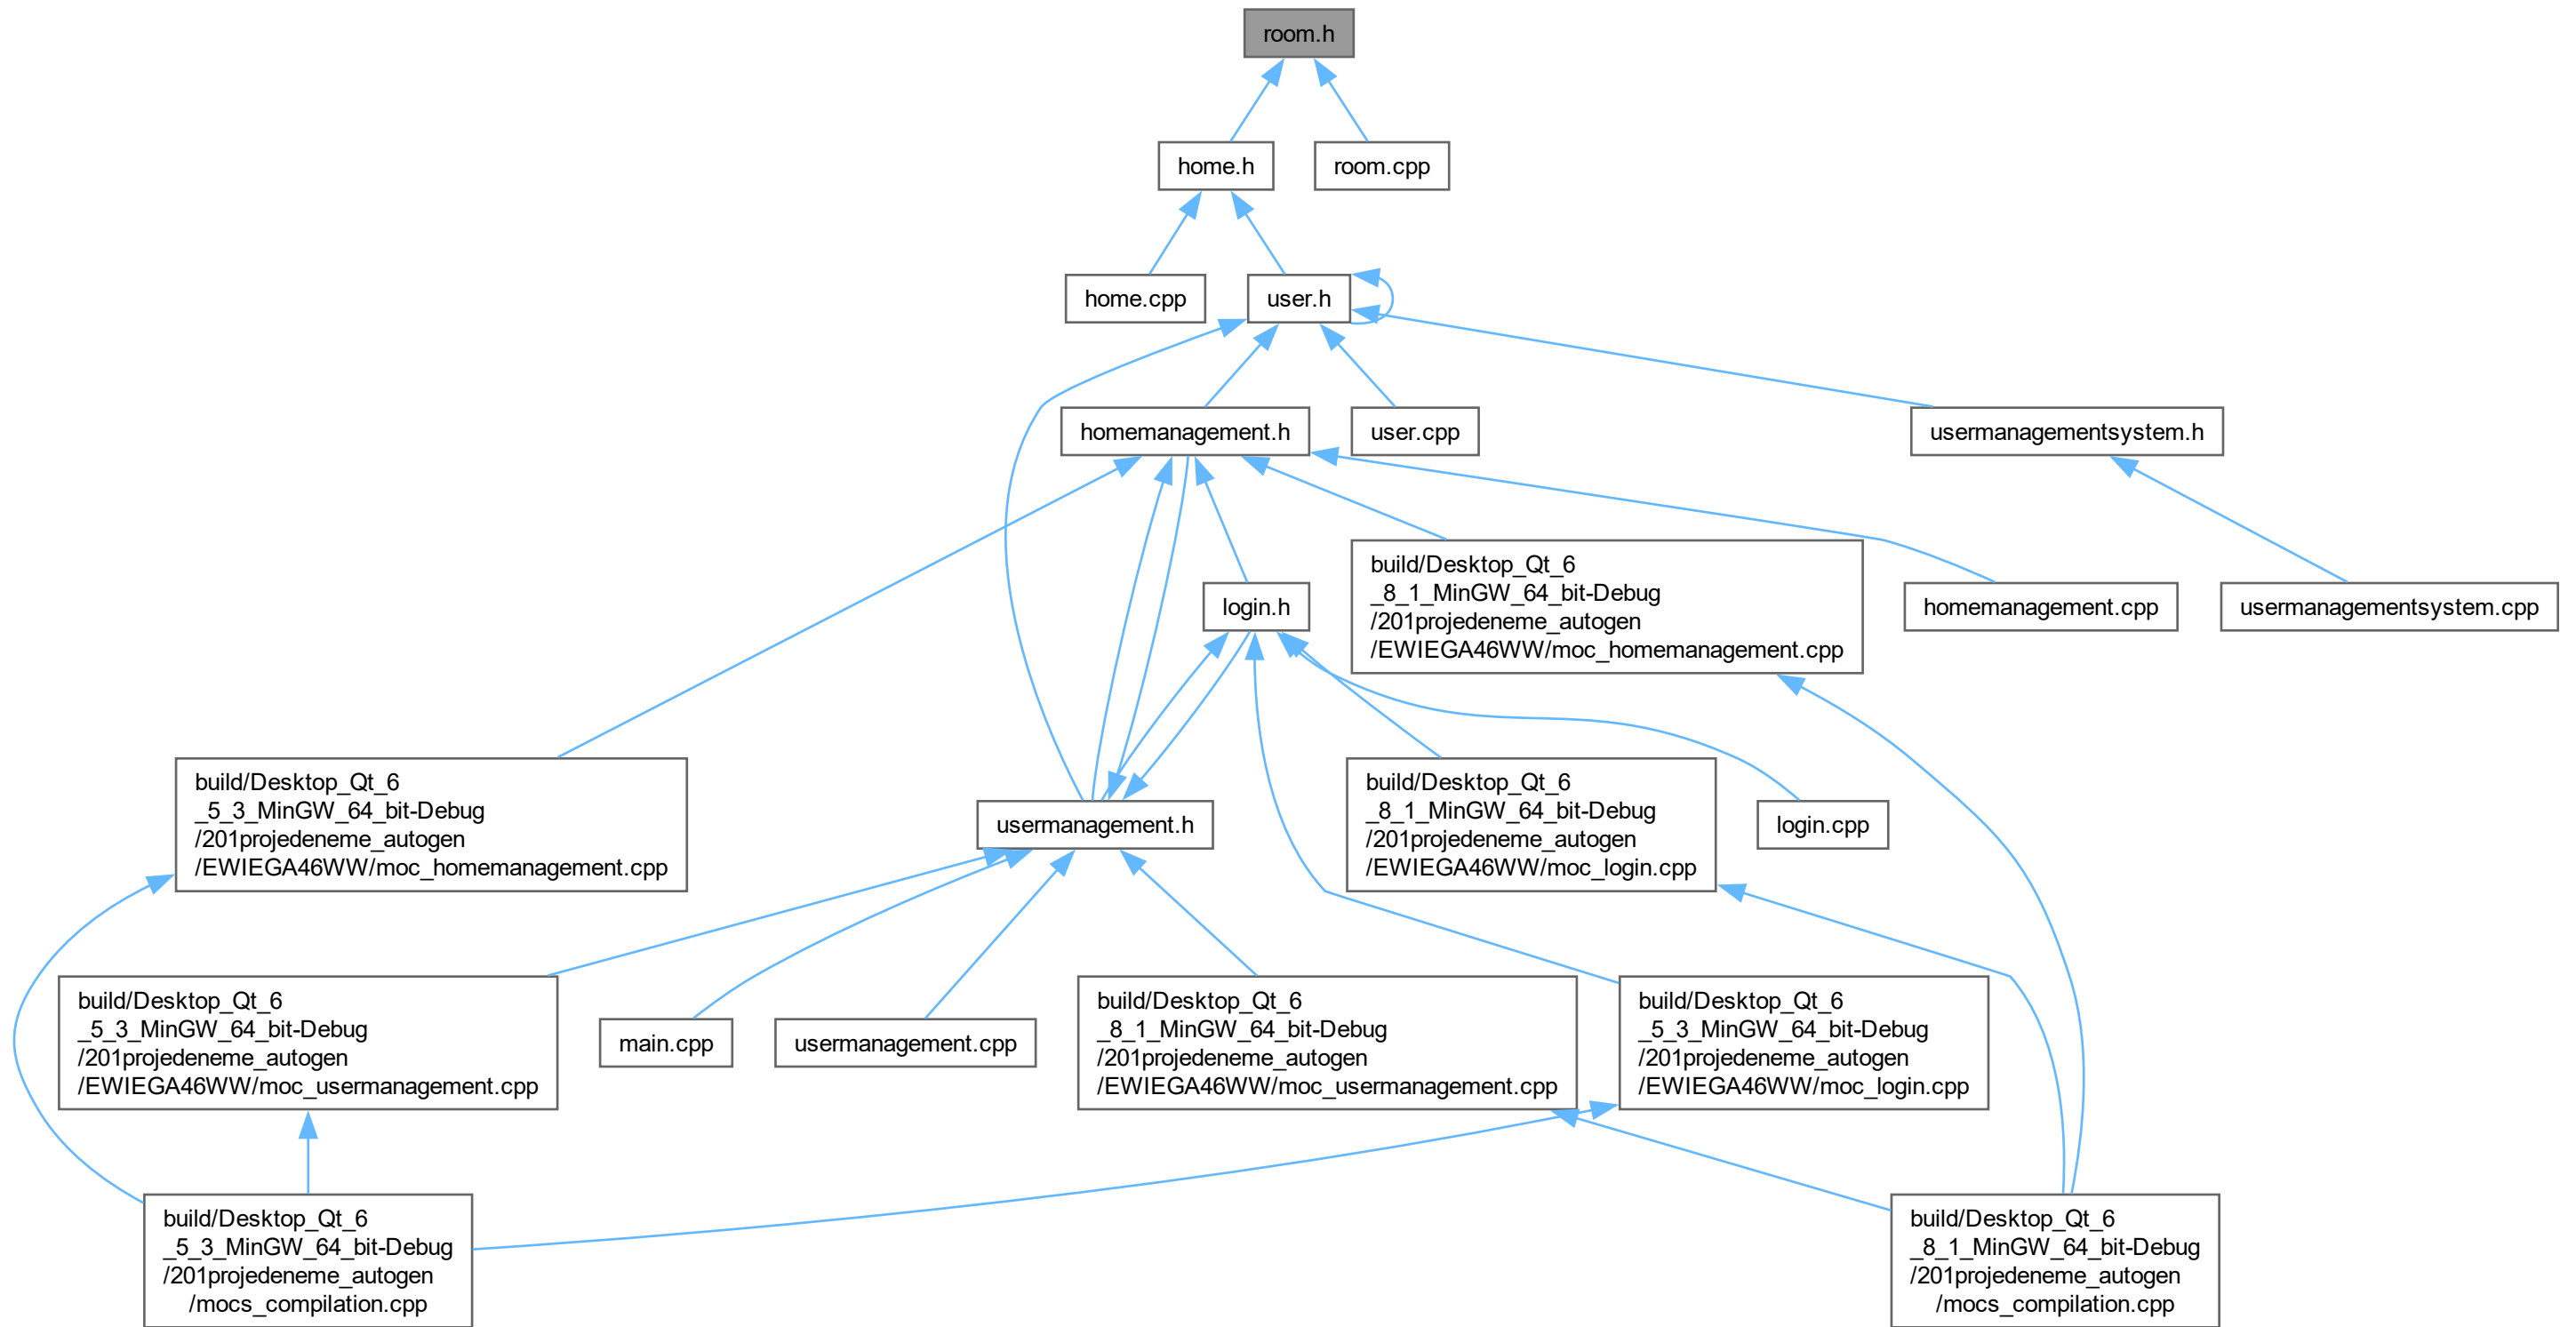 room.h
home.h
room.cpp
home.cpp
user.h
homemanagement.h
user.cpp
usermanagementsystem.h
build/Desktop_Qt_6
_8_1_MinGW_64_bit-Debug
/201projedeneme_autogen
/EWIEGA46WW/moc_homemanagement.cpp
login.h
homemanagement.cpp
usermanagementsystem.cpp
build/Desktop_Qt_6
_5_3_MinGW_64_bit-Debug
/201projedeneme_autogen
/EWIEGA46WW/moc_homemanagement.cpp
usermanagement.h
build/Desktop_Qt_6
_8_1_MinGW_64_bit-Debug
/201projedeneme_autogen
/EWIEGA46WW/moc_login.cpp
login.cpp
build/Desktop_Qt_6
_5_3_MinGW_64_bit-Debug
/201projedeneme_autogen
/EWIEGA46WW/moc_usermanagement.cpp
main.cpp
usermanagement.cpp
build/Desktop_Qt_6
_8_1_MinGW_64_bit-Debug
/201projedeneme_autogen
/EWIEGA46WW/moc_usermanagement.cpp
build/Desktop_Qt_6
_5_3_MinGW_64_bit-Debug
/201projedeneme_autogen
/EWIEGA46WW/moc_login.cpp
build/Desktop_Qt_6
_5_3_MinGW_64_bit-Debug
/201projedeneme_autogen
/mocs_compilation.cpp
build/Desktop_Qt_6
_8_1_MinGW_64_bit-Debug
/201projedeneme_autogen
/mocs_compilation.cpp